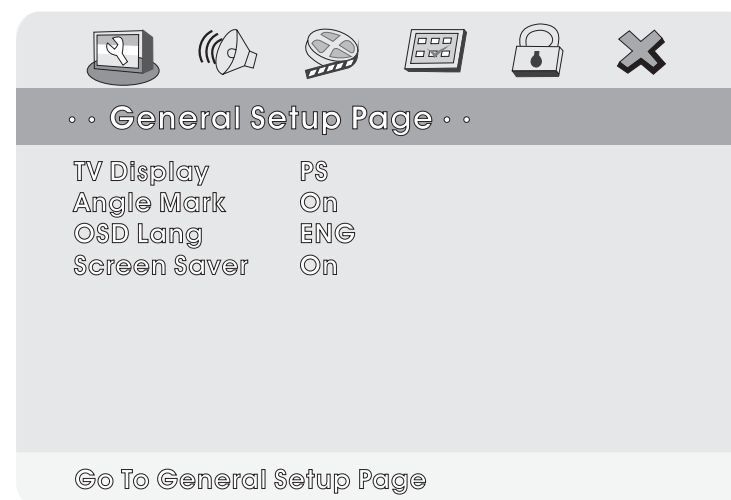 · · General Setup Page · ·
TV Display PS
Angle Mark On
OSD Lang ENG
Screen Saver On
Go To General Setup Page